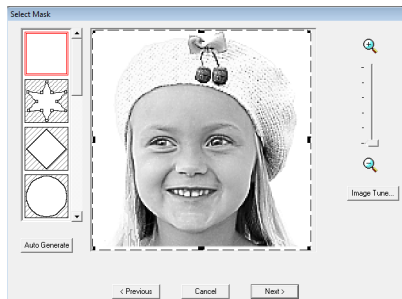 Select Mask
Image Tune...
Auto Generate
< Previous
Cancel
Next >